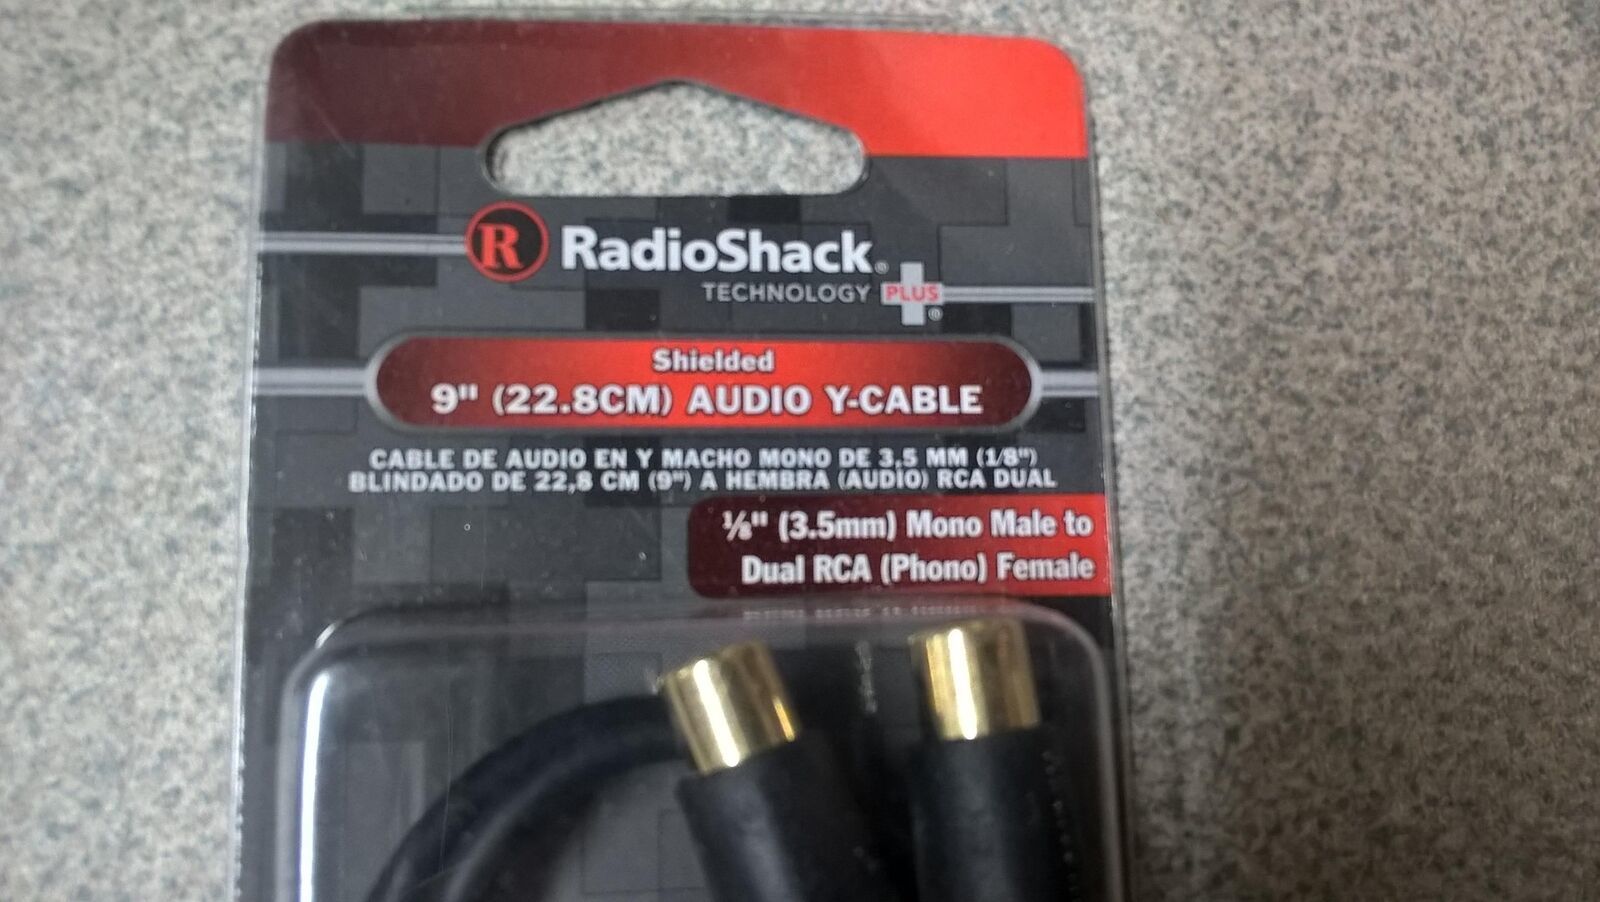 R RadioShack®
TECHNOLOGY PLUS®
Shielded
9" (22.8CM) AUDIO Y-CABLE
CABLE DE AUDIO EN Y MACHO MONO DE 3,5 MM (1/8")
BLINDADO DE 22,8 CM (9") A HEMBRA (AUDIO) RCA DUAL
⅛" (3.5mm) Mono Male to
Dual RCA (Phono) Female